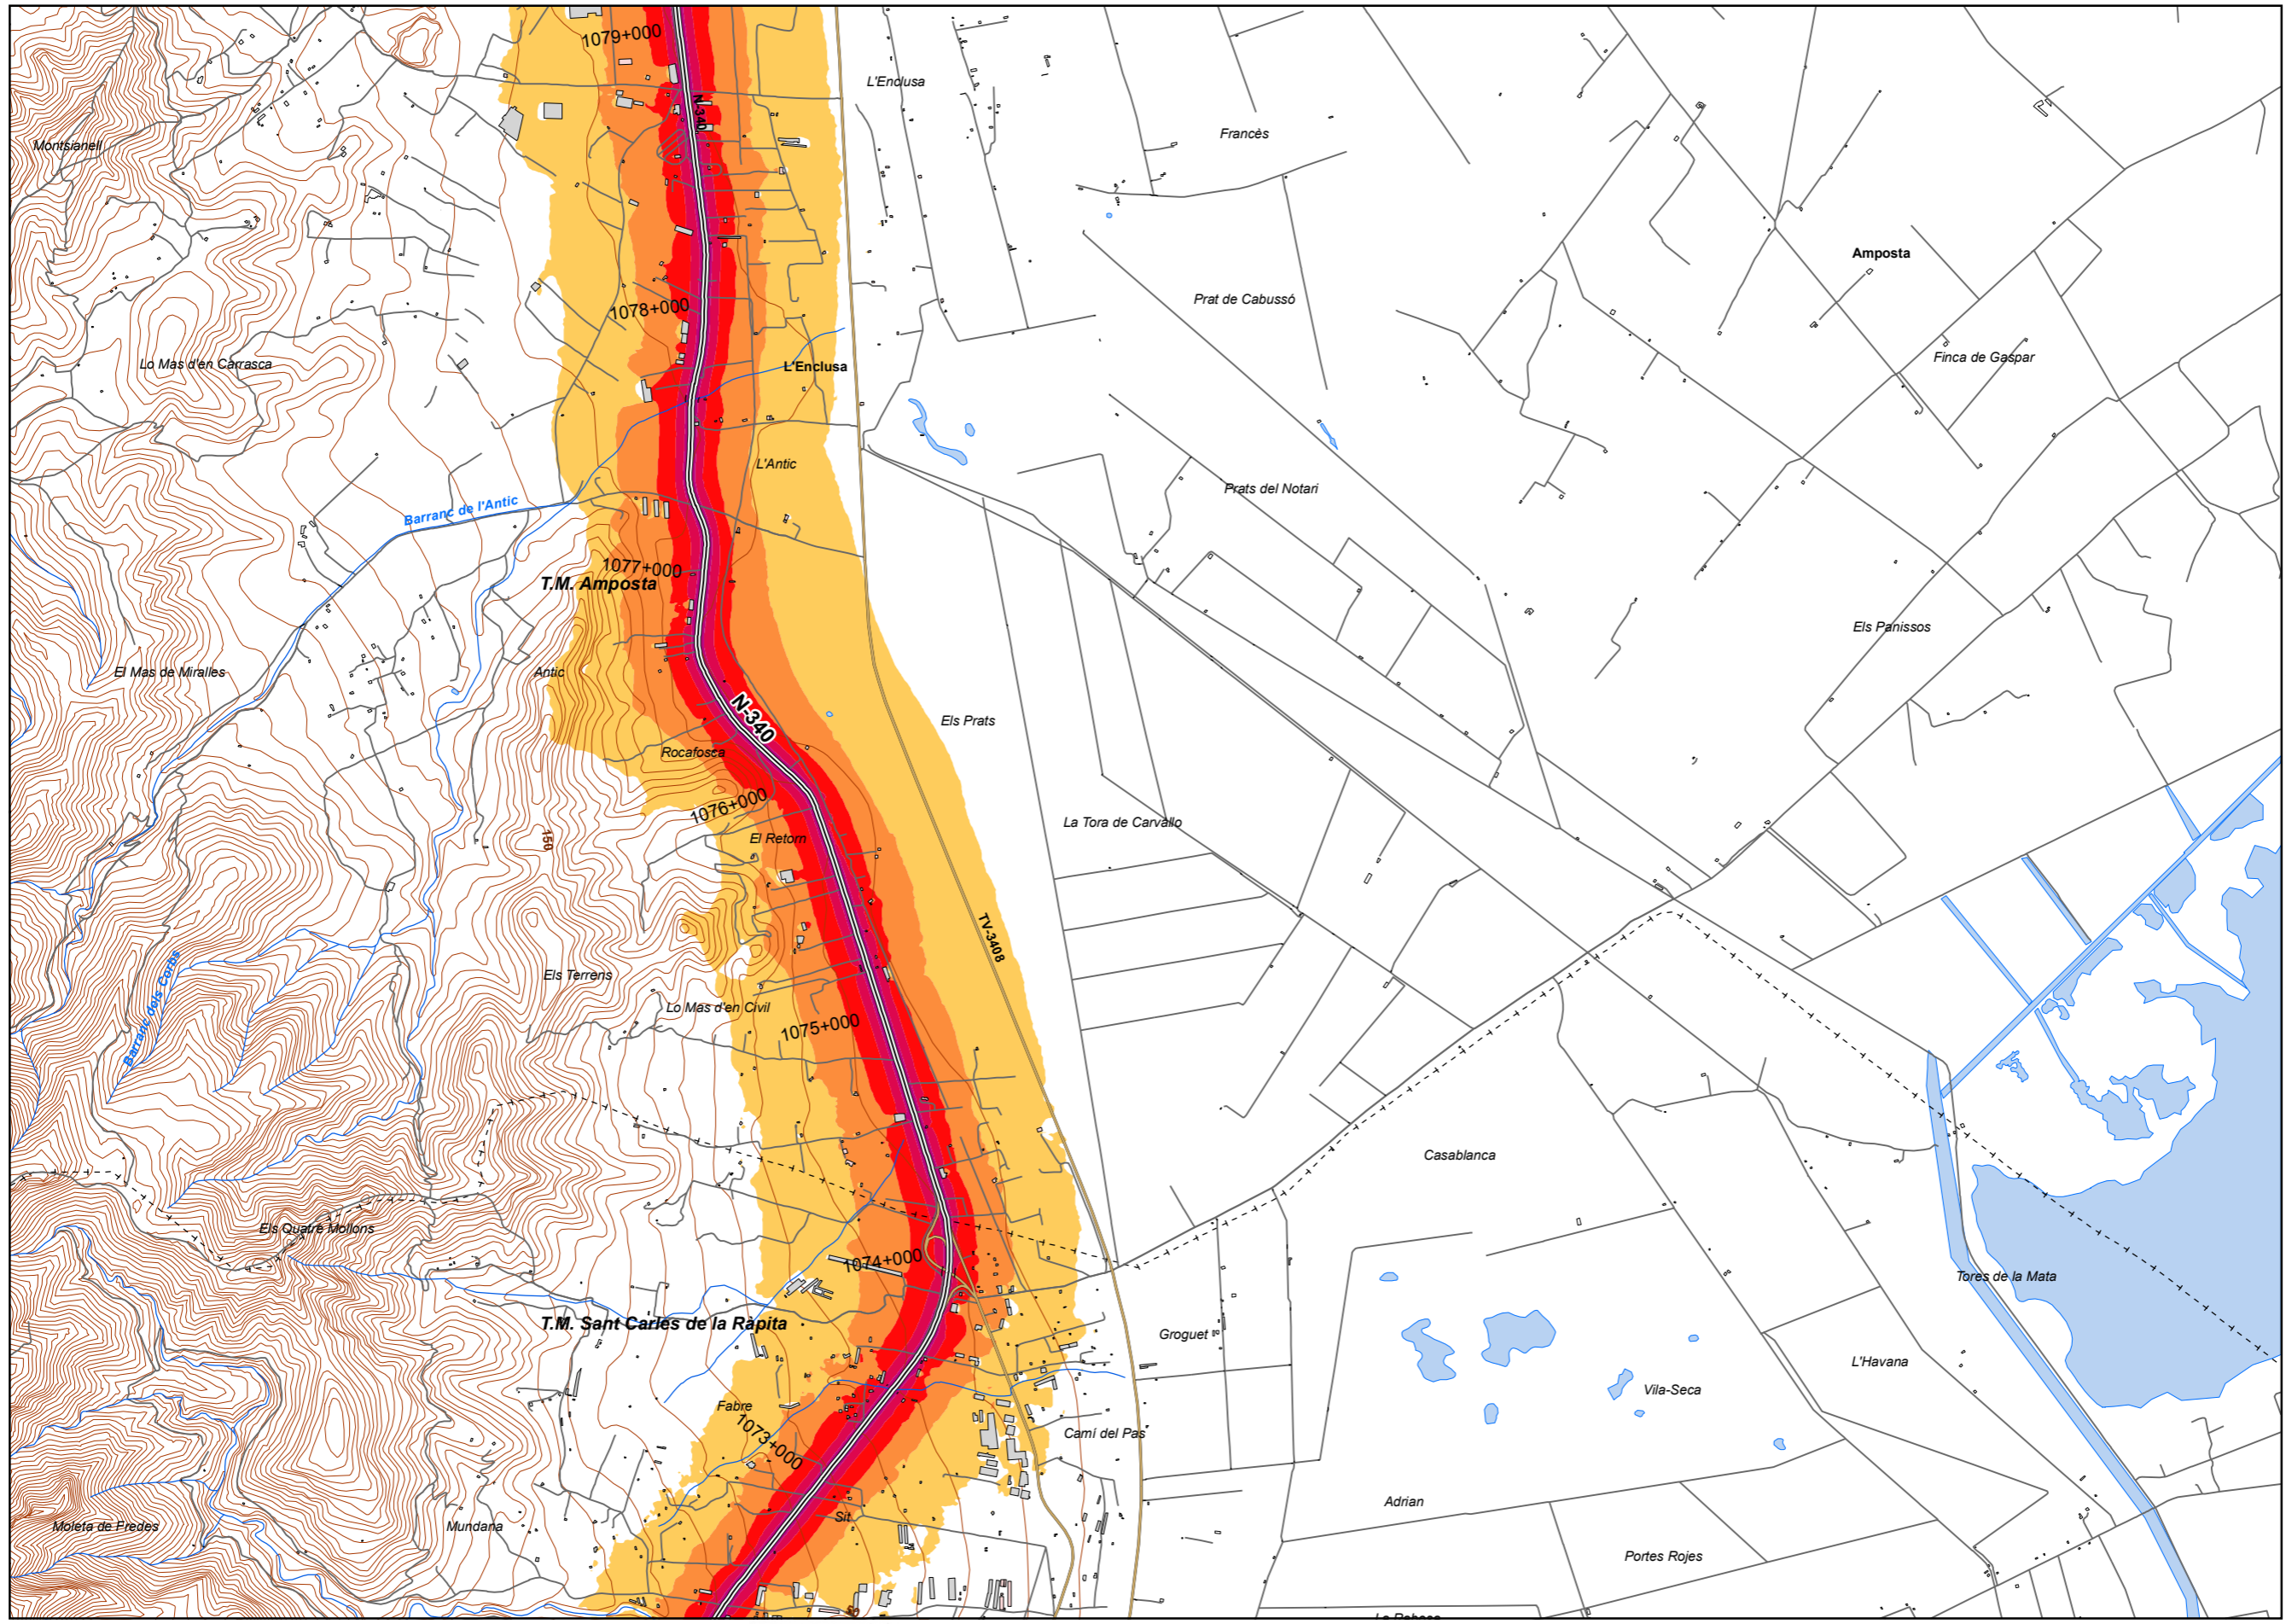 1079+000
L'Enclusa
N-340
Francès
Montsianell
Amposta
Prat de Cabussó
1078+000
Finca de Gaspar
Lo Mas d'en Carrasca
L'Enclusa
L'Antic
Prats del Notari
Barranc de l'Antic
1077+000
T.M. Amposta
Els Panissos
El Mas de Miralles
Antic
N-340
Els Prats
Rocafosca
1076+000
La Tora de Carvallo
150
El Retorn
TV-3408
Els Terrens
Barranc dels Corbs
Lo Mas d'en Civil
1075+000
Casablanca
Els Quatre Mollons
1074+000
Tores de la Mata
T.M. Sant Carles de la Ràpita
Groguet
L'Havana
Vila-Seca
Fabre
1073+000
Camí del Pas
Adrian
Sit
Moleta de Fredes
Mundana
Portes Rojes
50